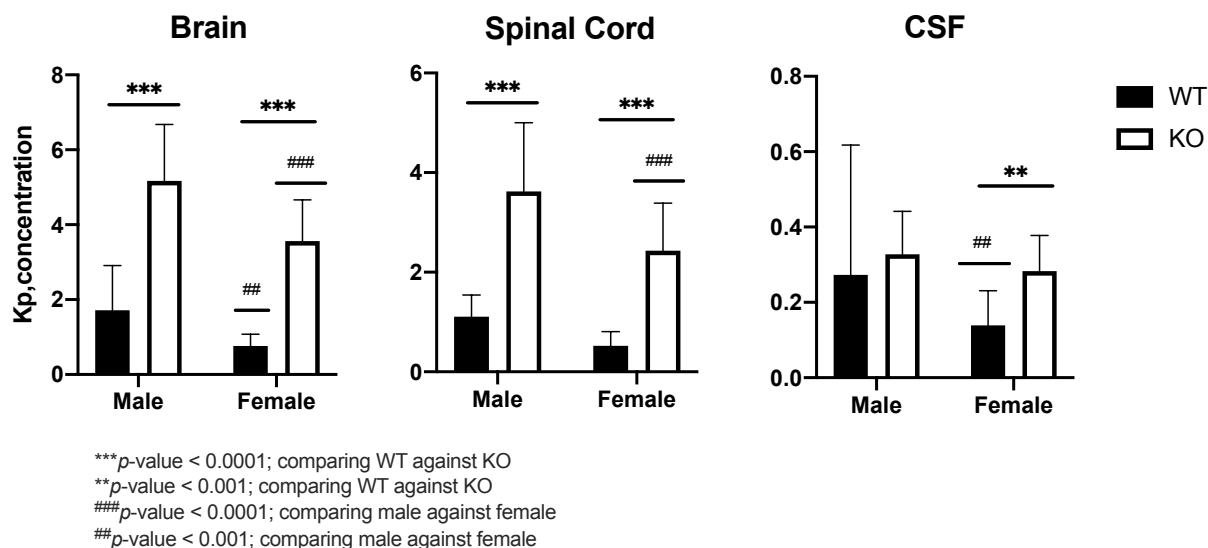 Brain
Spinal Cord
CSF
WT
KO
Kp,concentration
8
6
4
2
0
***
***
##
###
Male
Female
6
4
2
0
***
***
###
Male
Female
0.8
0.6
0.4
0.2
0.0
**
##
Male
Female
***p-value < 0.0001; comparing WT against KO
**p-value < 0.001; comparing WT against KO
###p-value < 0.0001; comparing male against female
##p-value < 0.001; comparing male against female